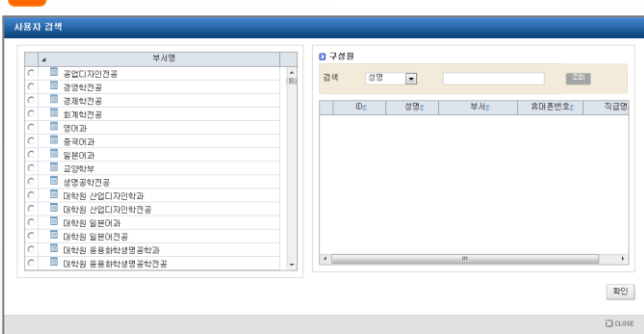 사용자 검색
부서명
공업디자인전공
경영학전공
경제학전공
회계학전공
영어과
중국어과
일본어과
교양학부
생명공학전공
대학원 산업디자인학과
대학원 산업디자인학전공
대학원 일본어과
대학원 일본어전공
대학원 응용화학생명공학과
대학원 응용화학생명공학전공
구성원
검색 성명 조회
ID 성명 부서 휴대폰번호 직급명
확인
CLOSE